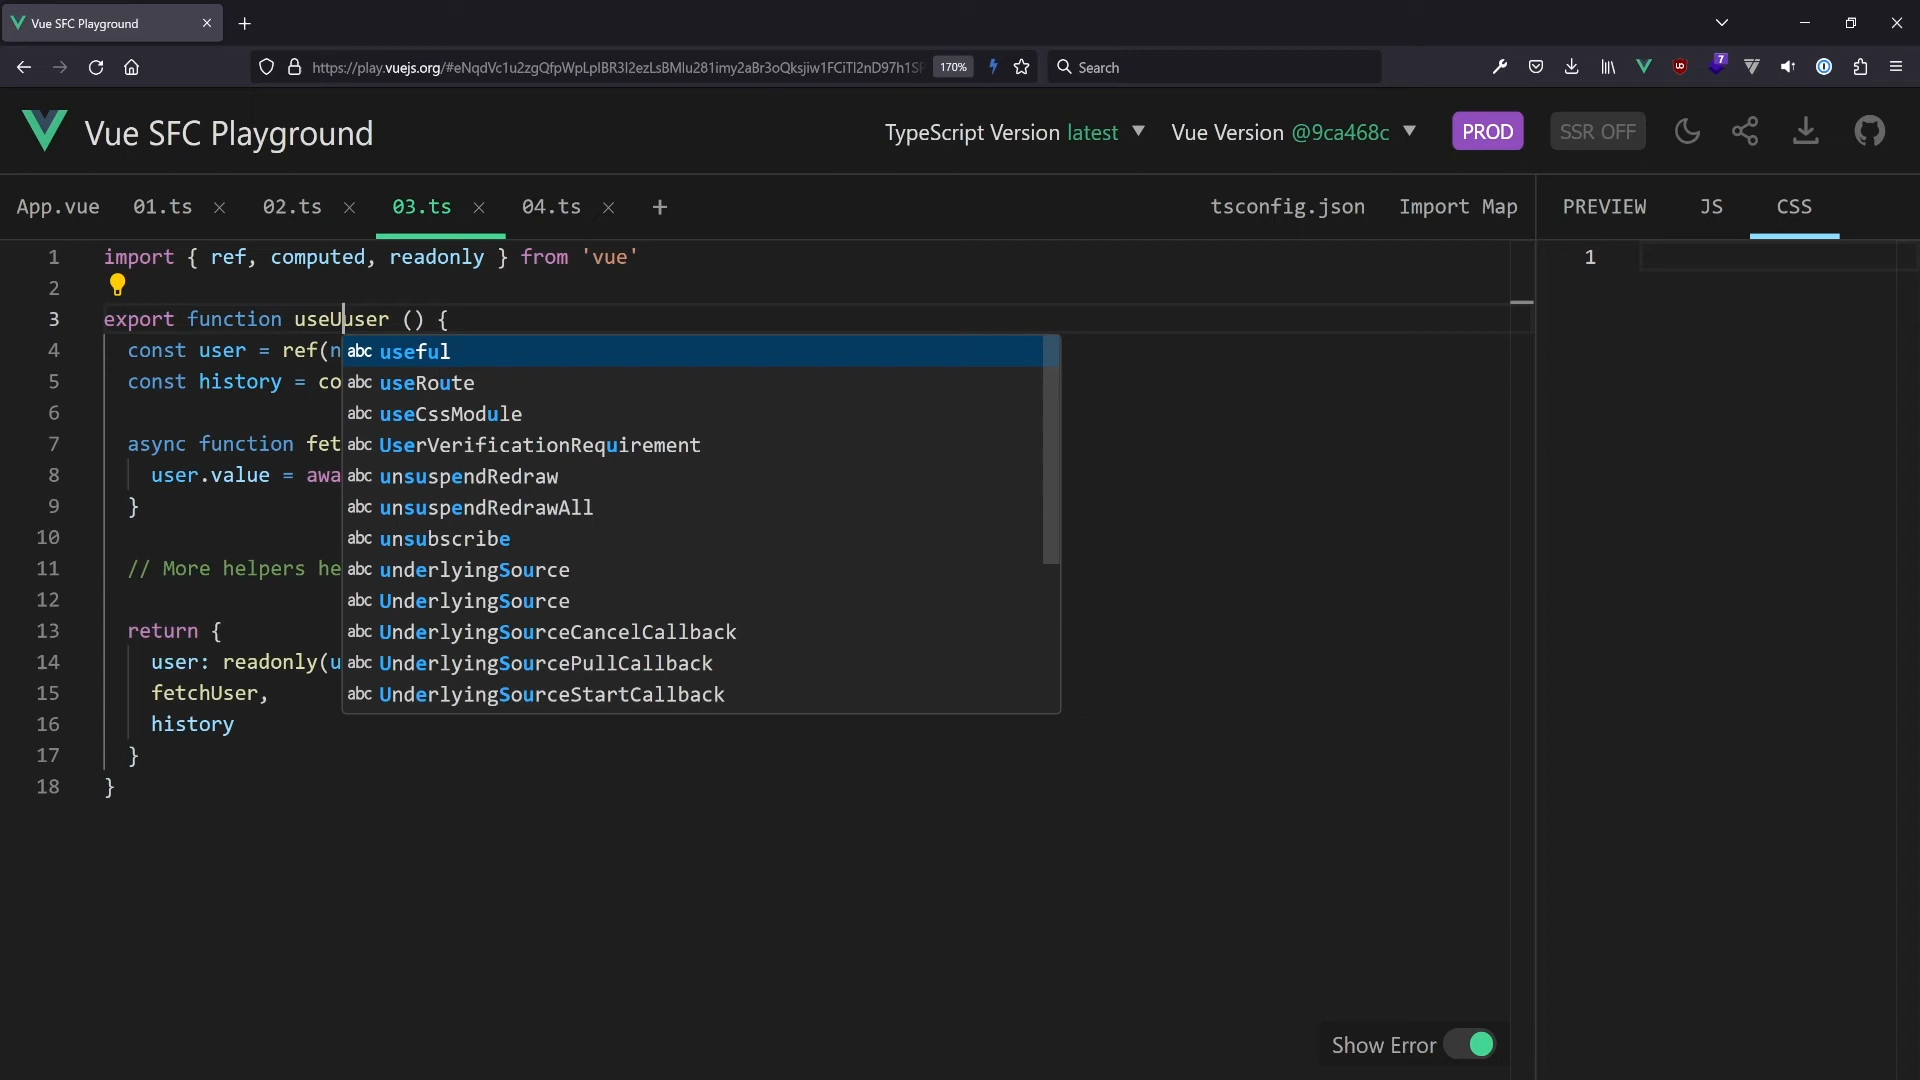 Vue SFC Playground
https://play.vuejs.org/#eNqdVc1u2zgQfpWpLpIBR3I2ezLsBMlu281imy2aBr3oQksjiw1FCiTl2nD97h1SF
170%
Search
7
Vue SFC Playground
TypeScript Version latest
Vue Version @9ca468c
PROD
SSR OFF
App.vue
01.ts
02.ts
03.ts
04.ts
tsconfig.json
Import Map
PREVIEW
JS
CSS
1 import { ref, computed, readonly } from 'vue'
2
3 export function useUuser () {
4 const user = ref(n
5 const history = co
6
7 async function fet
8 user.value = awa
9 }
10
11 // More helpers he
12
13 return {
14 user: readonly(u
15 fetchUser,
16 history
17 }
18 }
abc useful
abc useRoute
abc useCssModule
abc UserVerificationRequirement
abc unsuspendRedraw
abc unsuspendRedrawAll
abc unsubscribe
abc underlyingSource
abc UnderlyingSource
abc UnderlyingSourceCancelCallback
abc UnderlyingSourcePullCallback
abc UnderlyingSourceStartCallback
1
Show Error